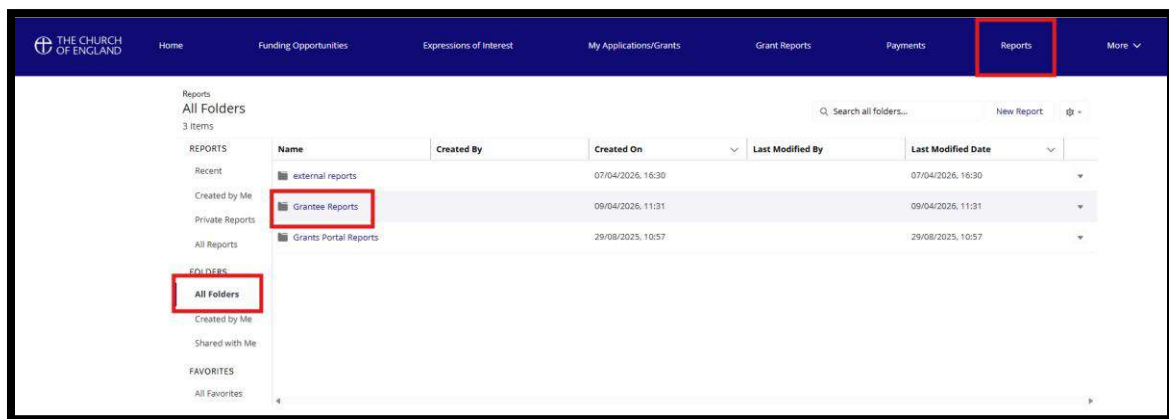 THE CHURCH
OF ENGLAND
Home Funding Opportunities Expressions of Interest My Applications/Grants Grant Reports Payments Reports More
Reports
All Folders
3 items
Search all folders... New Report
REPORTS
Recent
Created by Me
Private Reports
All Reports
FOLDERS
All Folders
Created by Me
Shared with Me
FAVORITES
All Favorites
Name Created By Created On Last Modified By Last Modified Date
external reports 07/04/2026, 16:30 07/04/2026, 16:30
Grantee Reports 09/04/2026, 11:31 09/04/2026, 11:31
Grants Portal Reports 29/08/2025, 10:57 29/08/2025, 10:57